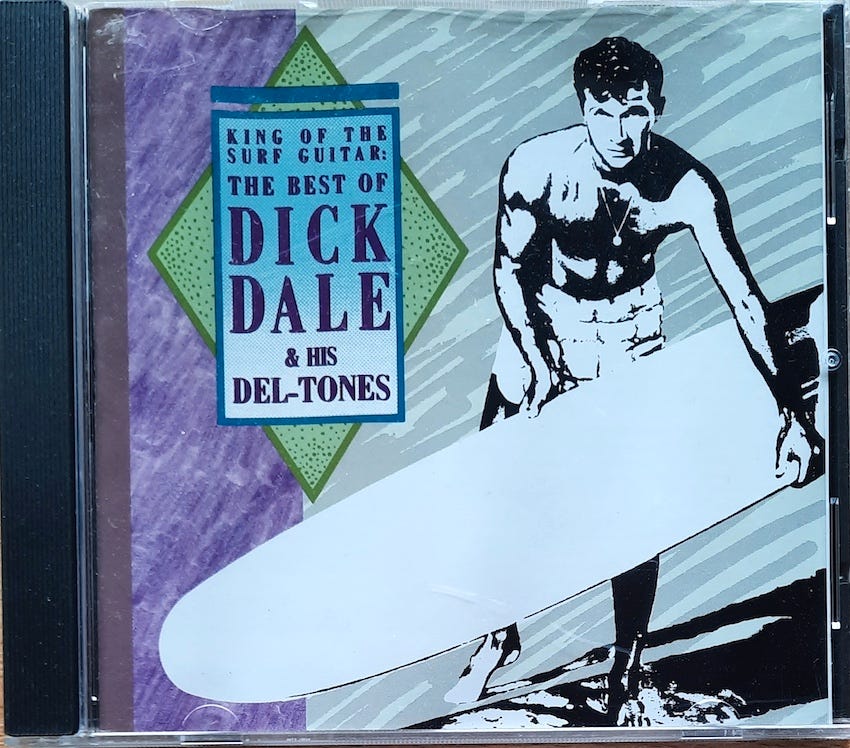 KING OF THE
SURF GUITAR:
THE BEST OF
DICK
DALE
& HIS
DEL-TONES